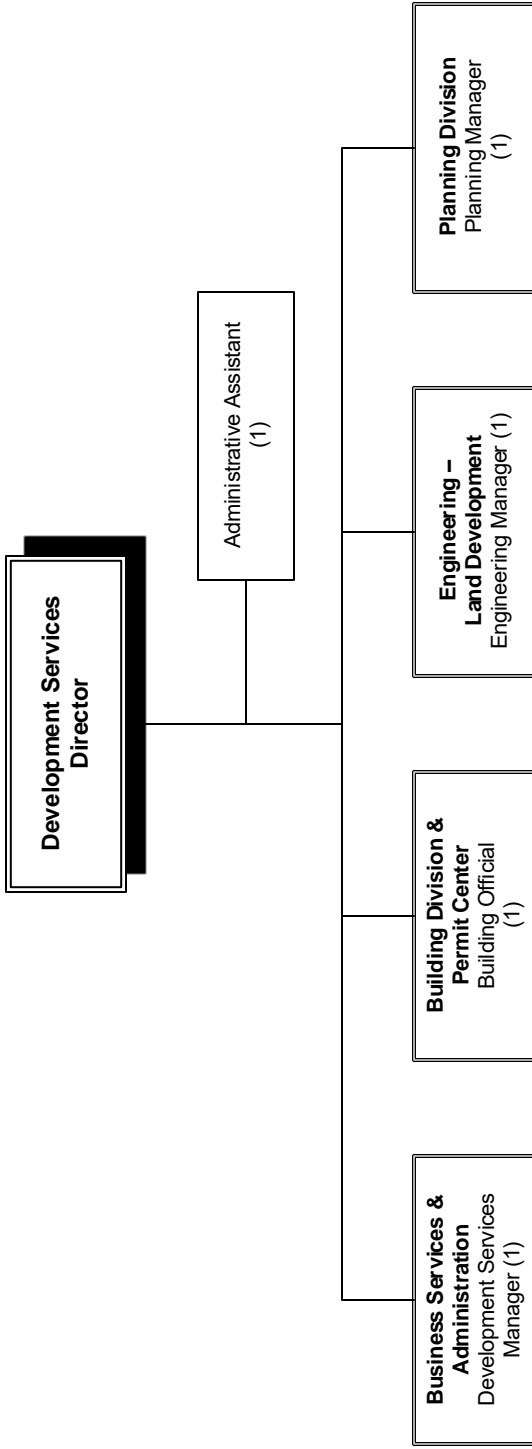 Development Services
Director
Administrative Assistant
(1)
Business Services &
Administration
Development Services
Manager (1)
Building Division &
Permit Center
Building Official
(1)
Engineering –
Land Development
Engineering Manager (1)
Planning Division
Planning Manager
(1)